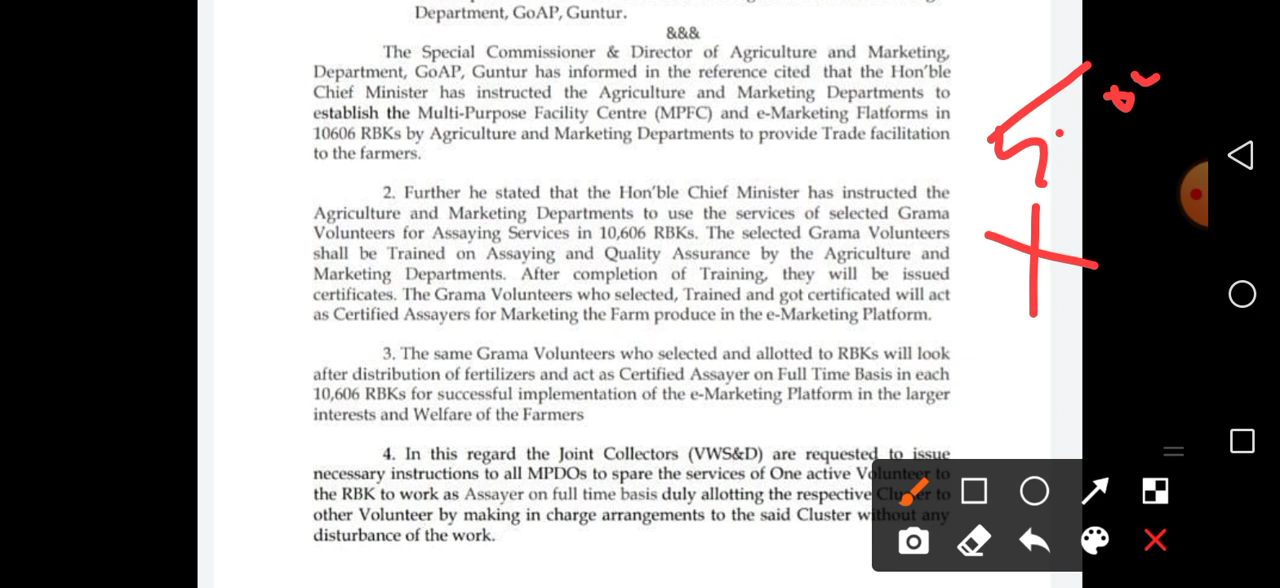 Department, GoAP, Guntur.
&&&
The Special Commissioner & Director of Agriculture and Marketing,
Department, GoAP, Guntur has informed in the reference cited that the Hon'ble
Chief Minister has instructed the Agriculture and Marketing Departments to
establish the Multi-Purpose Facility Centre (MPFC) and e-Marketing Flatforms in
10606 RBKs by Agriculture and Marketing Departments to provide Trade facilitation
to the farmers.
2. Further he stated that the Hon'ble Chief Minister has instructed the
Agriculture and Marketing Departments to use the services of selected Grama
Volunteers for Assaying Services in 10,606 RBKs. The selected Grama Volunteers
shall be Trained on Assaying and Quality Assurance by the Agriculture and
Marketing Departments. After completion of Training, they will be issued
certificates. The Grama Volunteers who selected, Trained and got certificated will act
as Certified Assayers for Marketing the Farm produce in the e-Marketing Platform.
3. The same Grama Volunteers who selected and allotted to RBKs will look
after distribution of fertilizers and act as Certified Assayer on Full Time Basis in each
10,606 RBKs for successful implementation of the e-Marketing Platform in the larger
interests and Welfare of the Farmers
4. In this regard the Joint Collectors (VWS&D) are requested to issue
necessary instructions to all MPDOs to spare the services of One active Volunteer to
the RBK to work as Assayer on full time basis duly allotting the respective Cluster to
other Volunteer by making in charge arrangements to the said Cluster without any
disturbance of the work.